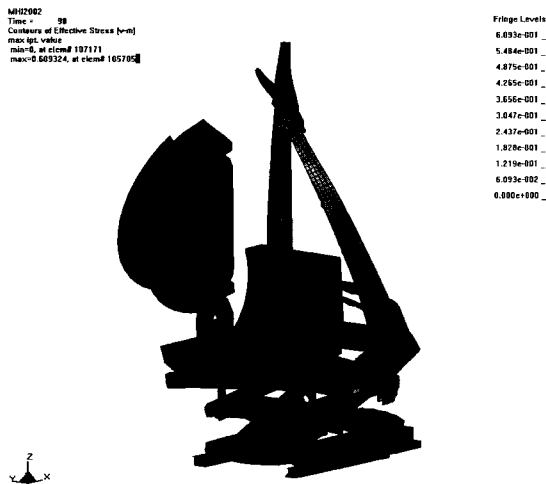 MHI2002
Time = 98
Contours of Effective Stress (v-m)
max ipt. value
min=0, at elem# 107171
max=0.609324, at elem# 105705
Fringe Levels
6.093e-001
5.484e-001
4.875e-001
4.265e-001
3.656e-001
3.047e-001
2.437e-001
1.828e-001
1.219e-001
6.093e-002
0.000e+000
Z
Y X